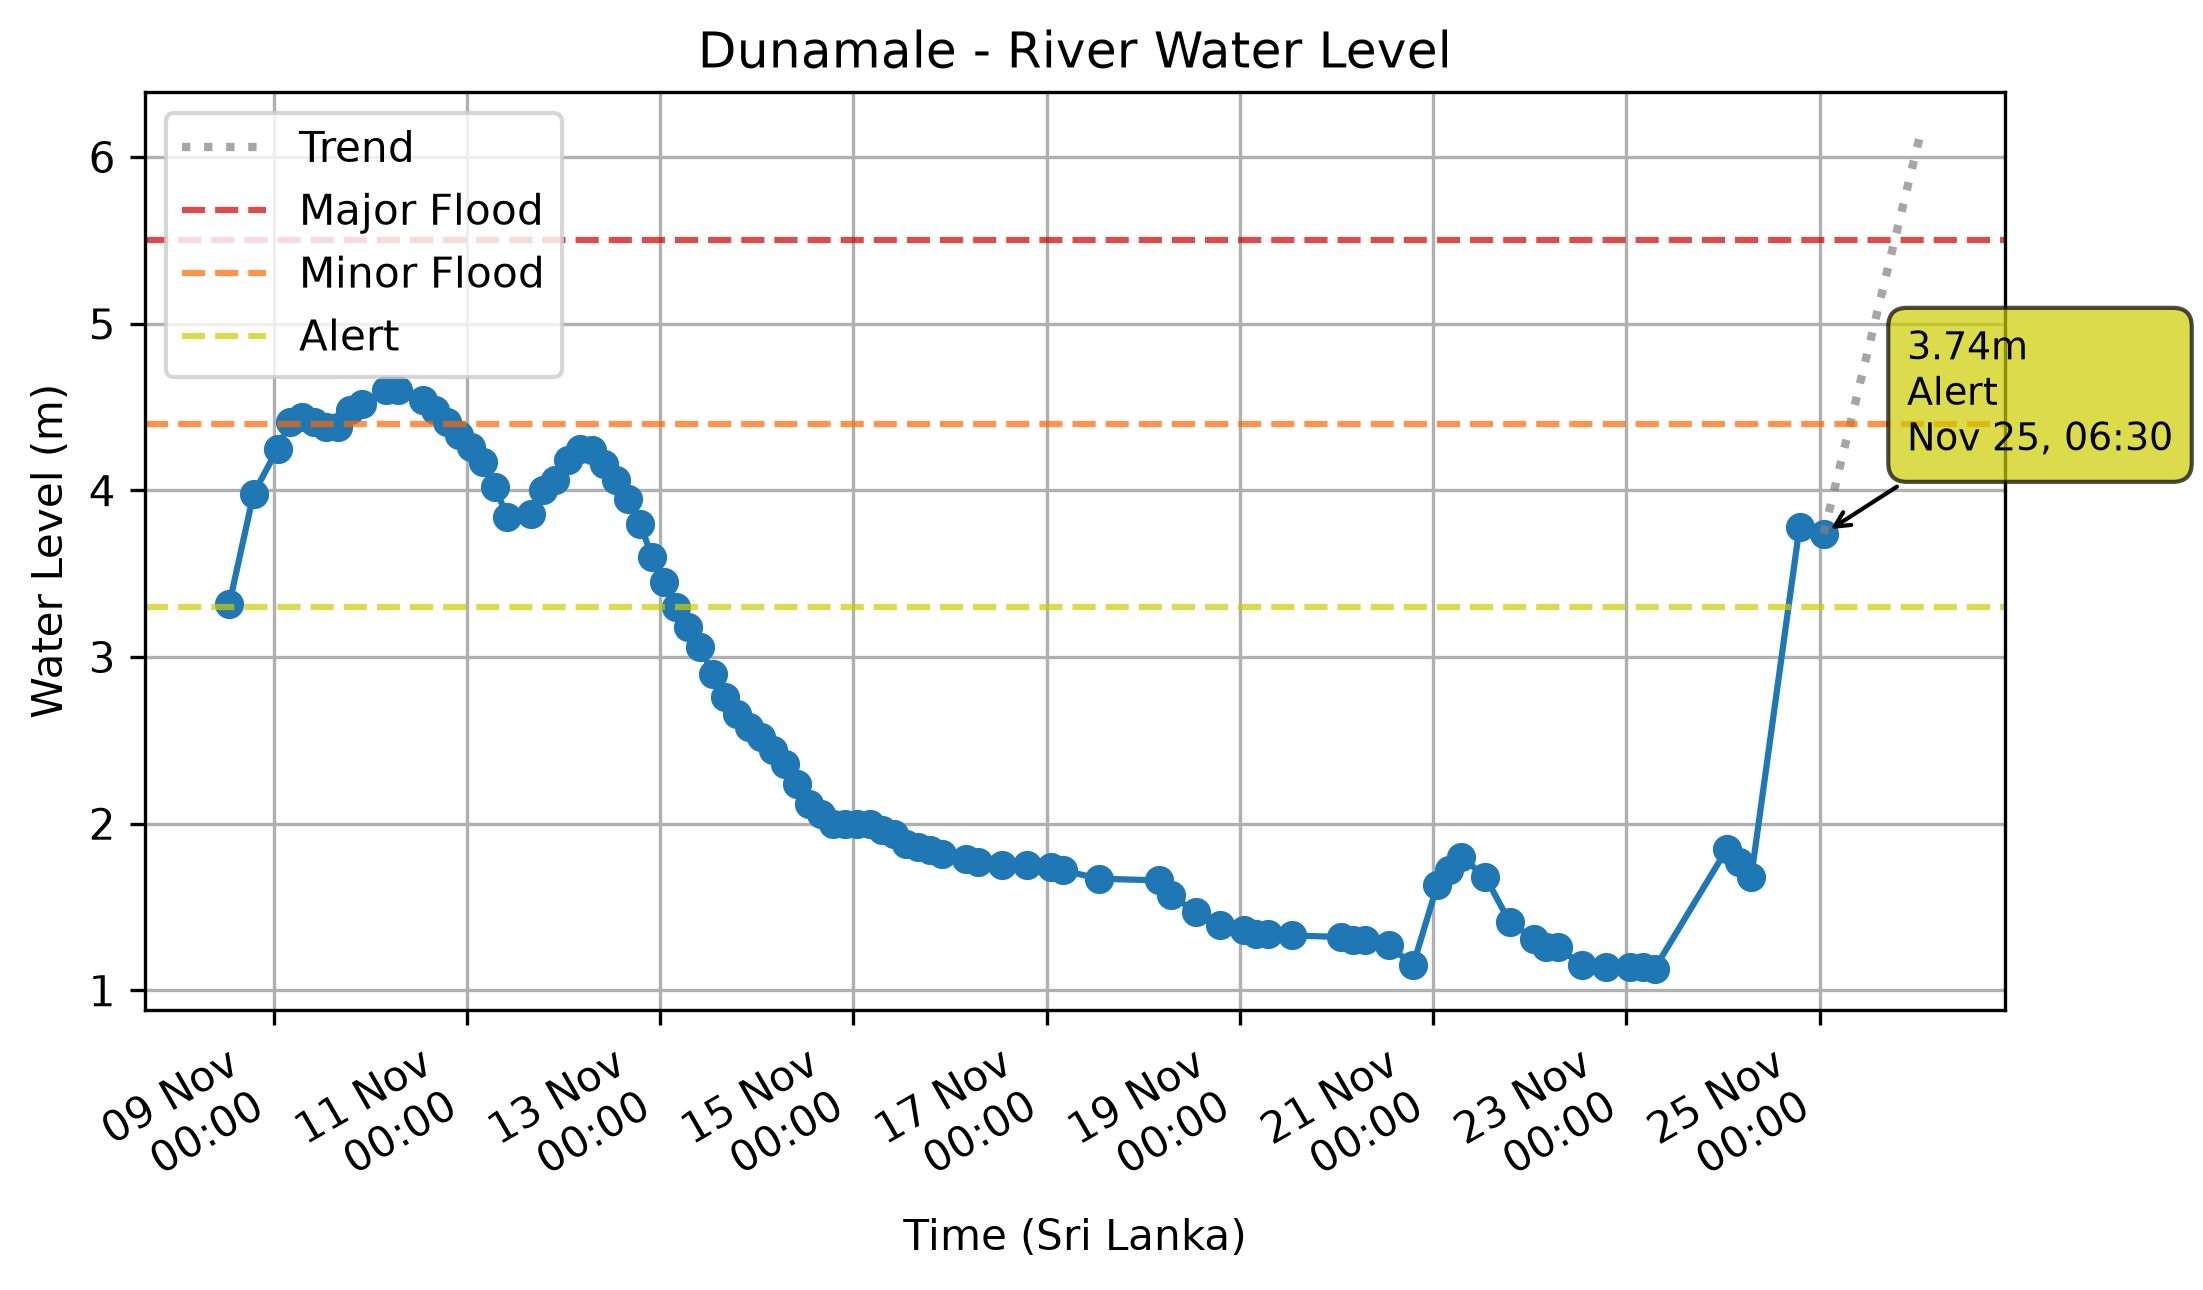 Dunamale - River Water Level
Trend
Major Flood
Minor Flood
Alert
6
5
4
3
2
1
Water Level (m)
3.74m
Alert
Nov 25, 06:30
09 Nov
00:00
11 Nov
00:00
13 Nov
00:00
15 Nov
00:00
17 Nov
00:00
19 Nov
00:00
21 Nov
00:00
23 Nov
00:00
25 Nov
00:00
Time (Sri Lanka)